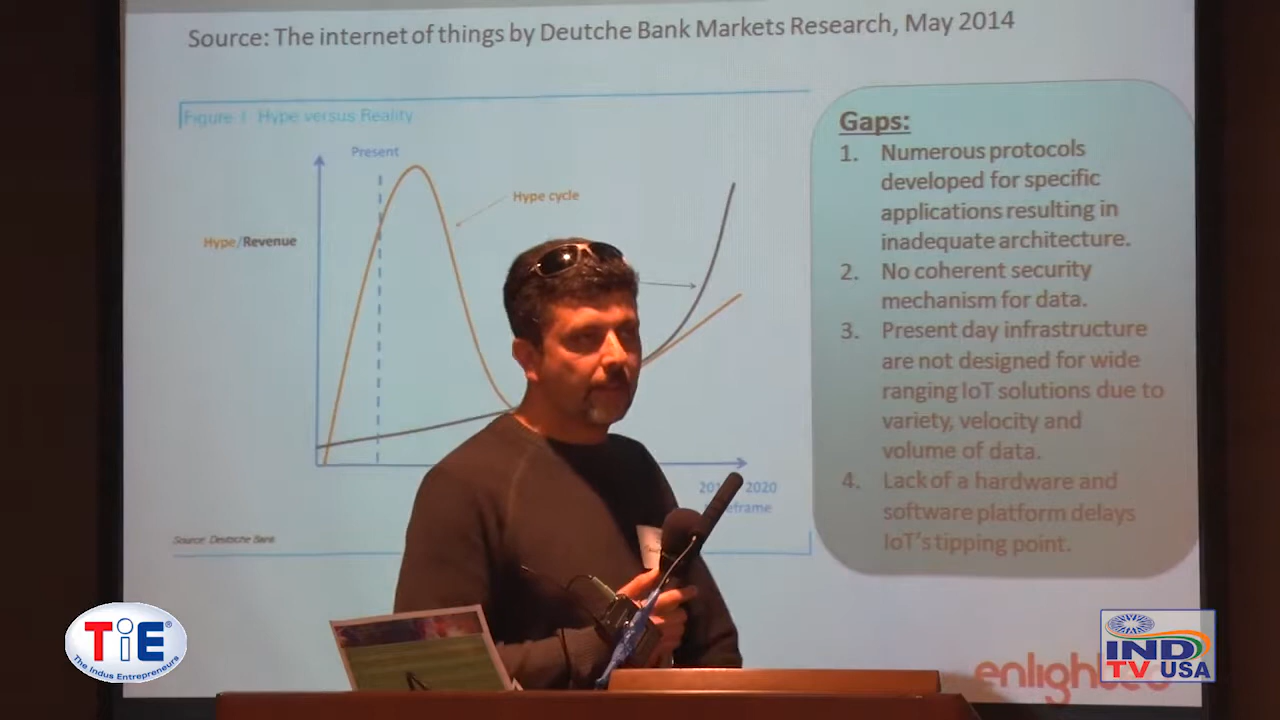 Source: The internet of things by Deutche Bank Markets Research, May 2014
Figure 1 Hype versus Reality
Present
Hype cycle
Hype/Revenue
2020
Source: Deutsche Bank
Gaps:
1. Numerous protocols
developed for specific
applications resulting in
inadequate architecture.
2. No coherent security
mechanism for data.
3. Present day infrastructure
are not designed for wide
ranging IoT solutions due to
variety, velocity and
volume of data.
4. Lack of a hardware and
software platform delays
IoT's tipping point.
TiE®
The Indus Entrepreneurs
IND
TV USA